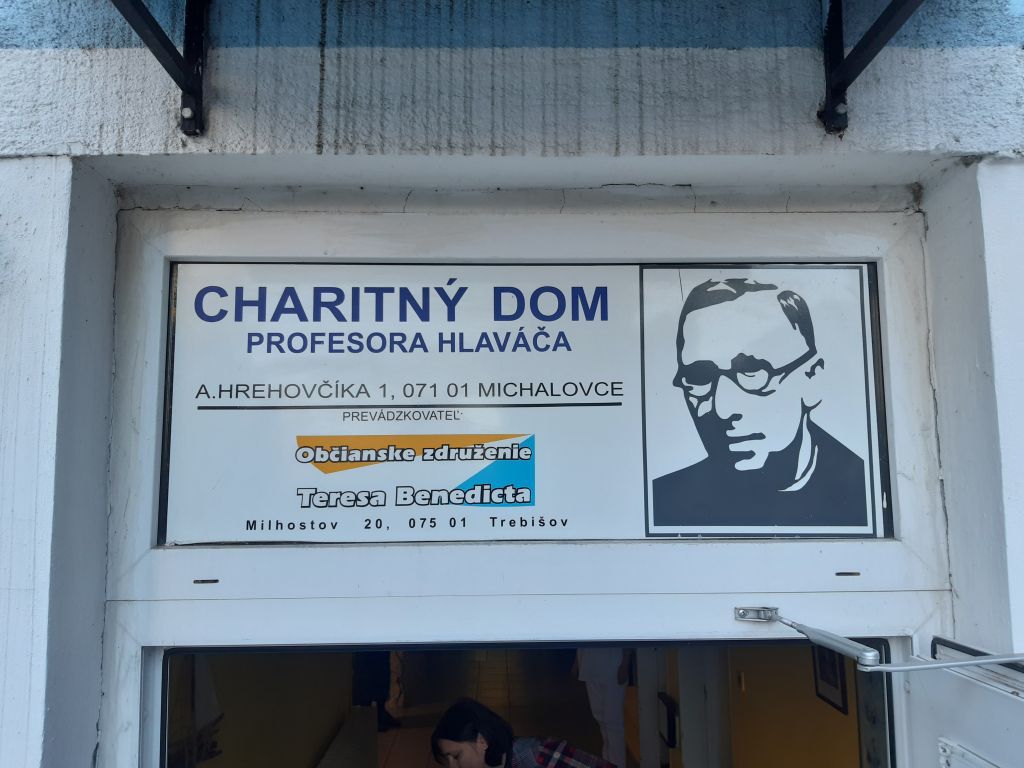 CHARITNÝ DOM
PROFESORA HLAVÁČA
A.HREHOVČÍKA 1, 071 01 MICHALOVCE
PREVÁDZKOVATEĽ
Občianske združenie
Teresa Benedicta
Milhostov 20, 075 01 Trebišov